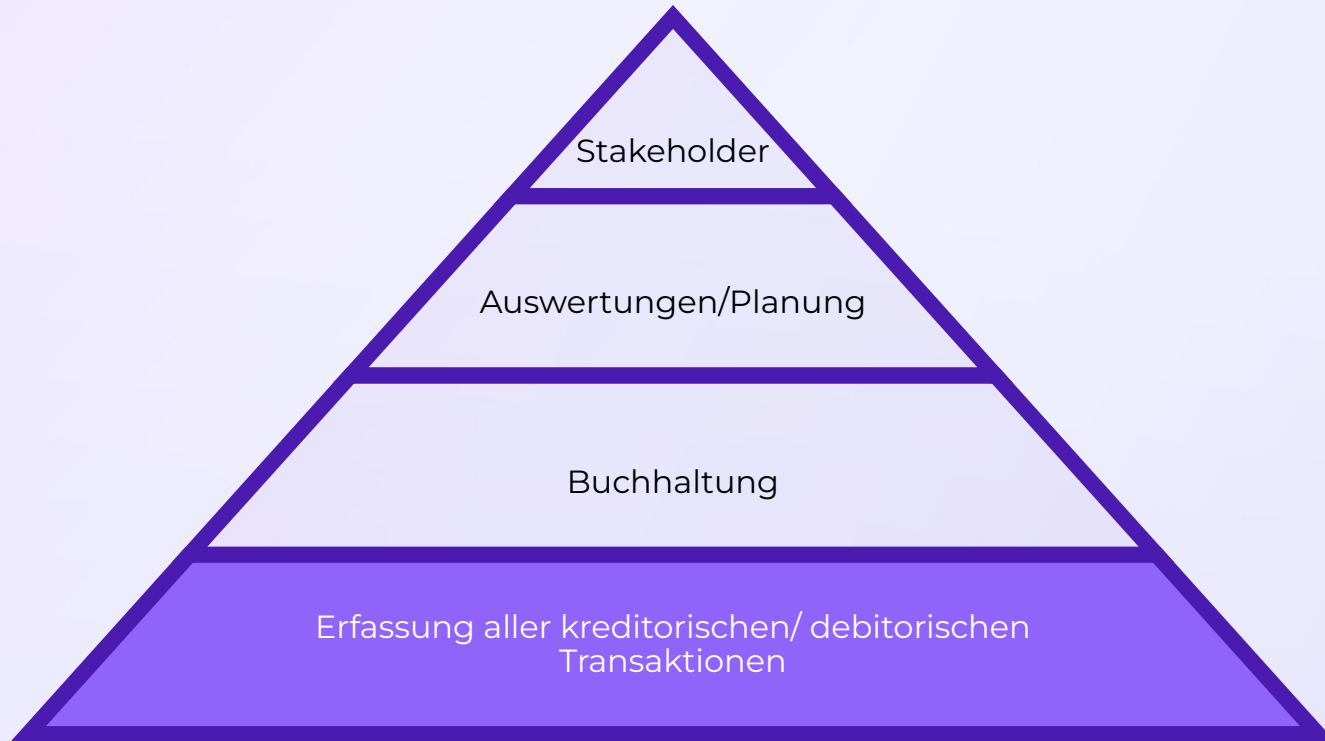 Stakeholder
Auswertungen/Planung
Buchhaltung
Erfassung aller kreditorischen/ debitorischen
Transaktionen